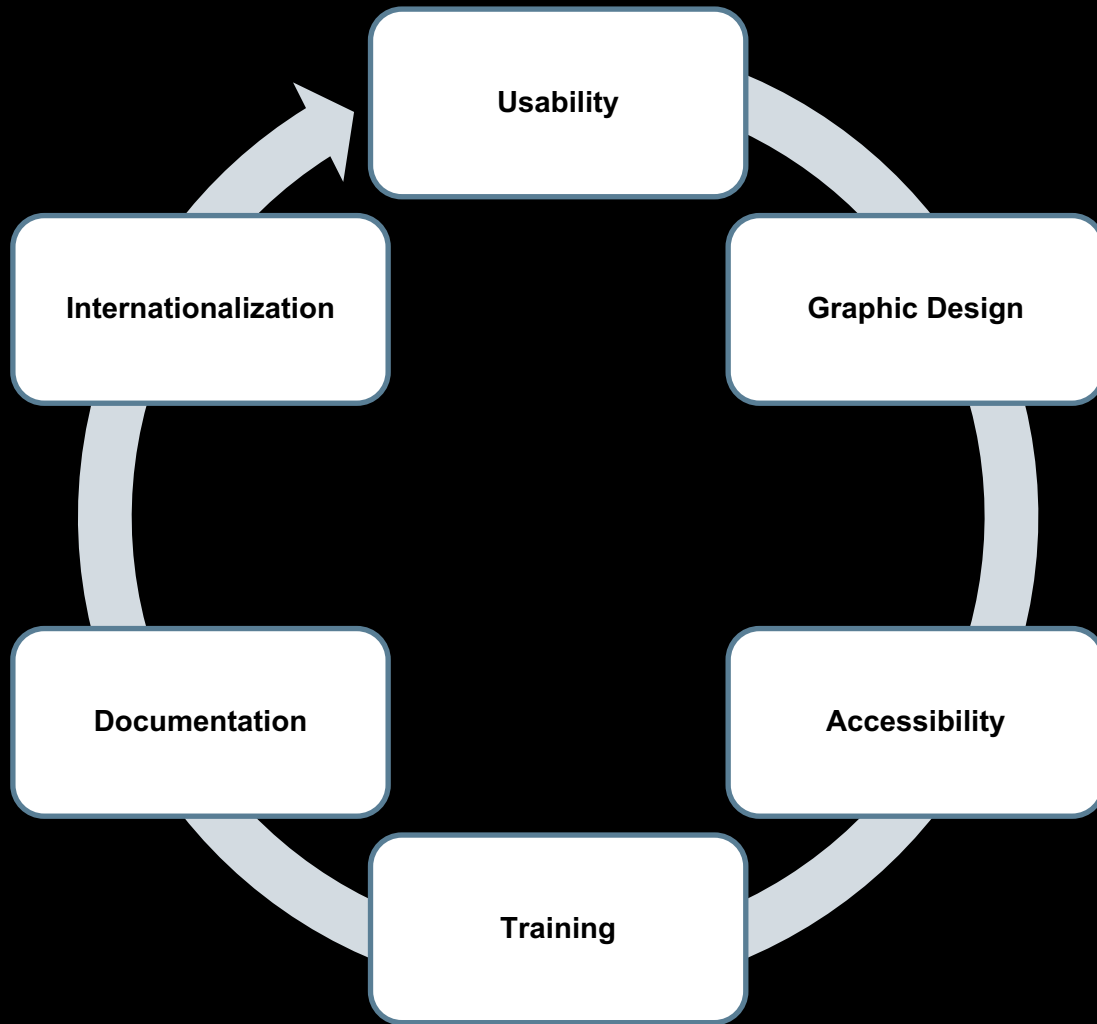 Usability
Graphic Design
Accessibility
Training
Documentation
Internationalization